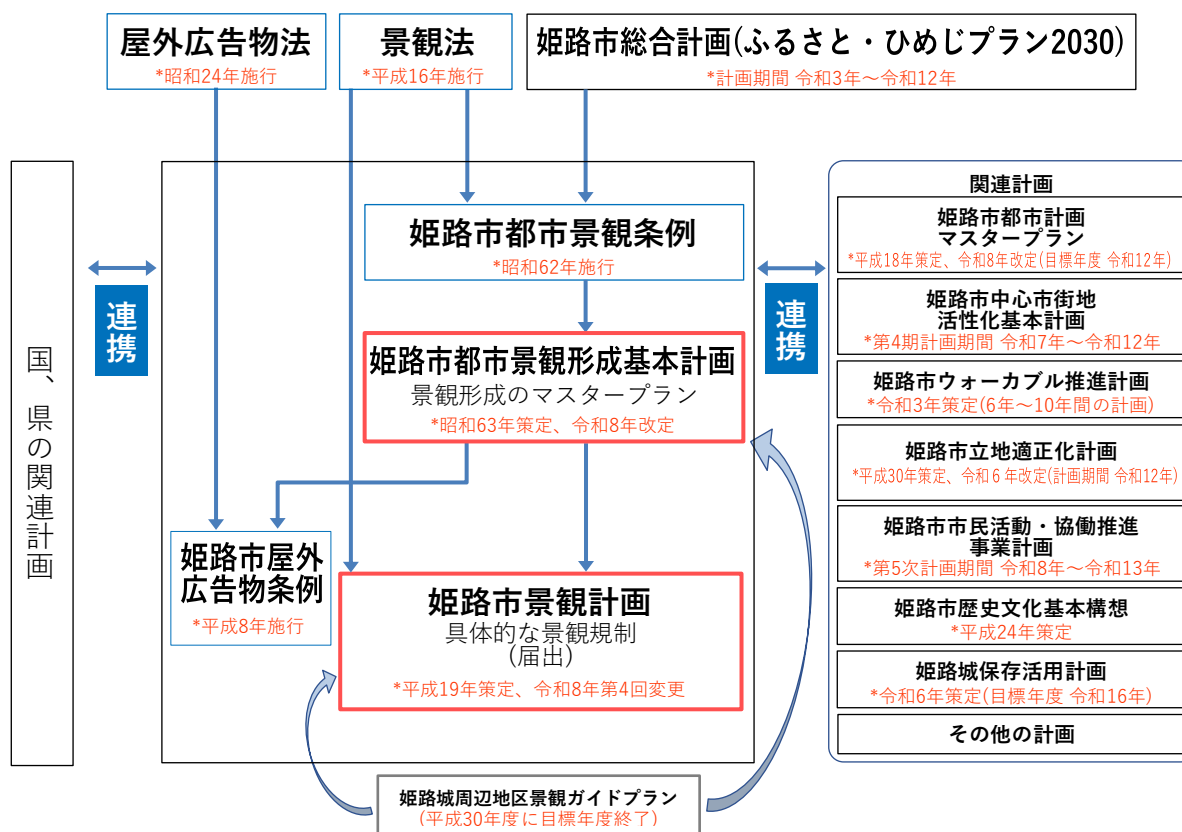 屋外広告物法
*昭和24年施行
景観法
*平成16年施行
姫路市総合計画(ふるさと・ひめじプラン2030)
*計画期間 令和3年～令和12年
国、県の関連計画
連携
姫路市都市景観条例
*昭和62年施行
姫路市都市景観形成基本計画
景観形成のマスタープラン
*昭和63年策定、令和8年改定
姫路市屋外
広告物条例
*平成8年施行
姫路市景観計画
具体的な景観規制
(届出)
*平成19年策定、令和8年第4回変更
姫路城周辺地区景観ガイドプラン
(平成30年度に目標年度終了)
連携
関連計画
姫路市都市計画
マスタープラン
*平成18年策定、令和8年改定(目標年度 令和12年)
姫路市中心市街地
活性化基本計画
*第4期計画期間 令和7年～令和12年
姫路市ウォーカブル推進計画
*令和3年策定(6年～10年間の計画)
姫路市立地適正化計画
*平成30年策定、令和６年改定(計画期間 令和12年)
姫路市市民活動・協働推進
事業計画
*第5次計画期間 令和8年～令和13年
姫路市歴史文化基本構想
*平成24年策定
姫路城保存活用計画
*令和6年策定(目標年度 令和16年)
その他の計画